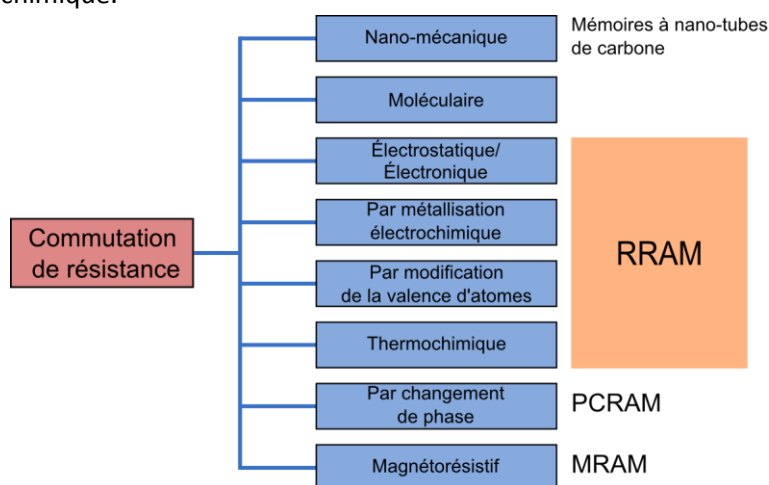 chimique.
Nano-mécanique
Mémoires à nano-tubes
de carbone
Moléculaire
Électrostatique/
Électronique
Par métallisation
électrochimique
Commutation
de résistance
RRAM
Par modification
de la valence d'atomes
Thermochimique
Par changement
de phase
PCRAM
Magnétorésistif
MRAM